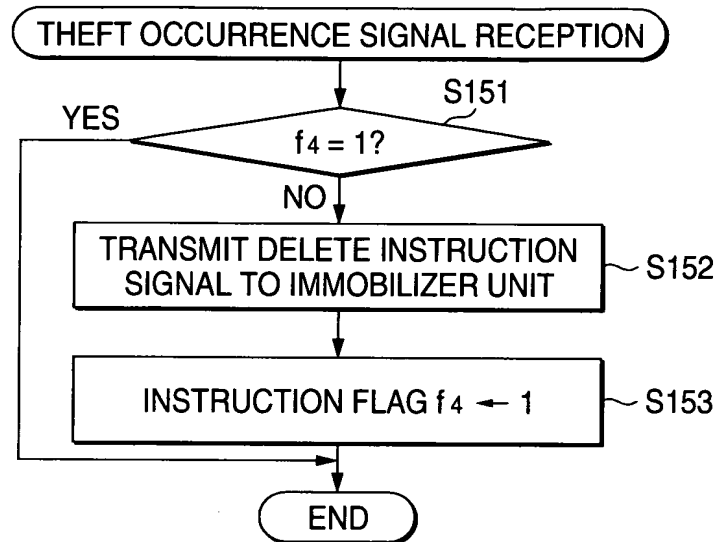 THEFT OCCURRENCE SIGNAL RECEPTION
S151
YES
f4 = 1?
NO
TRANSMIT DELETE INSTRUCTION
SIGNAL TO IMMOBILIZER UNIT
S152
INSTRUCTION FLAG f4 ← 1
S153
END